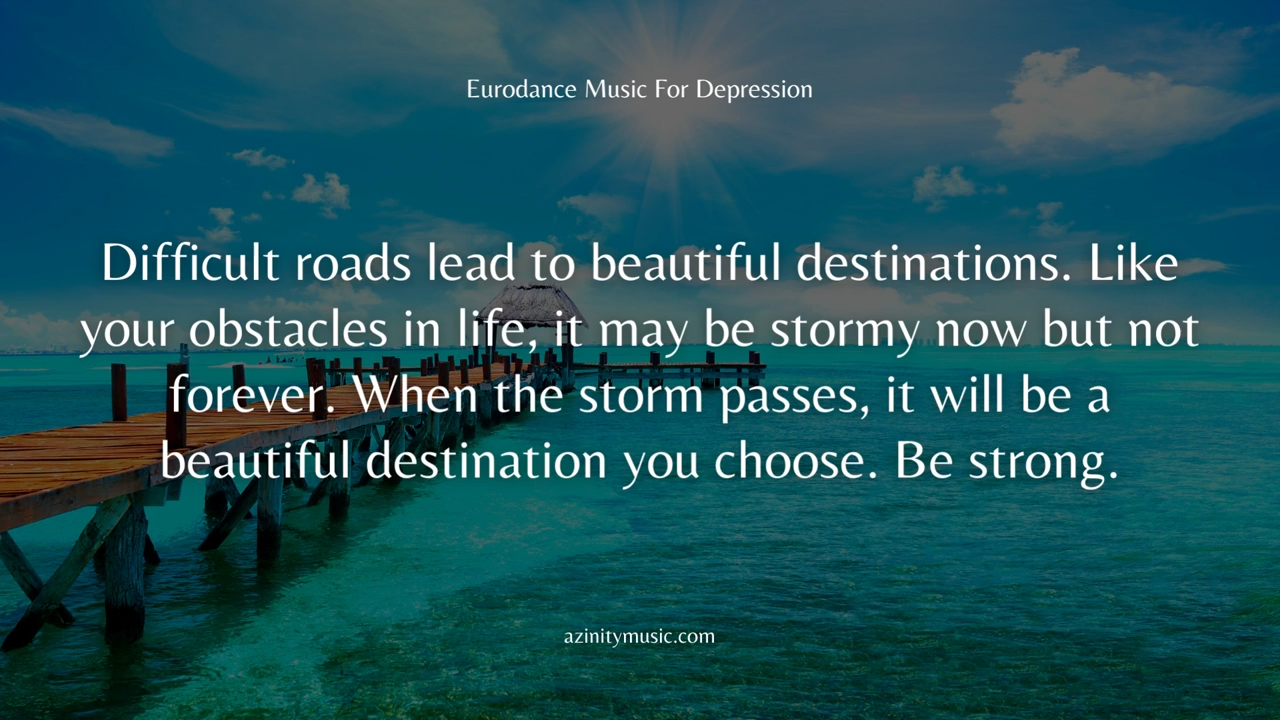 Eurodance Music For Depression
Difficult roads lead to beautiful destinations. Like
your obstacles in life, it may be stormy now but not
forever. When the storm passes, it will be a
beautiful destination you choose. Be strong.
azinitymusic.com